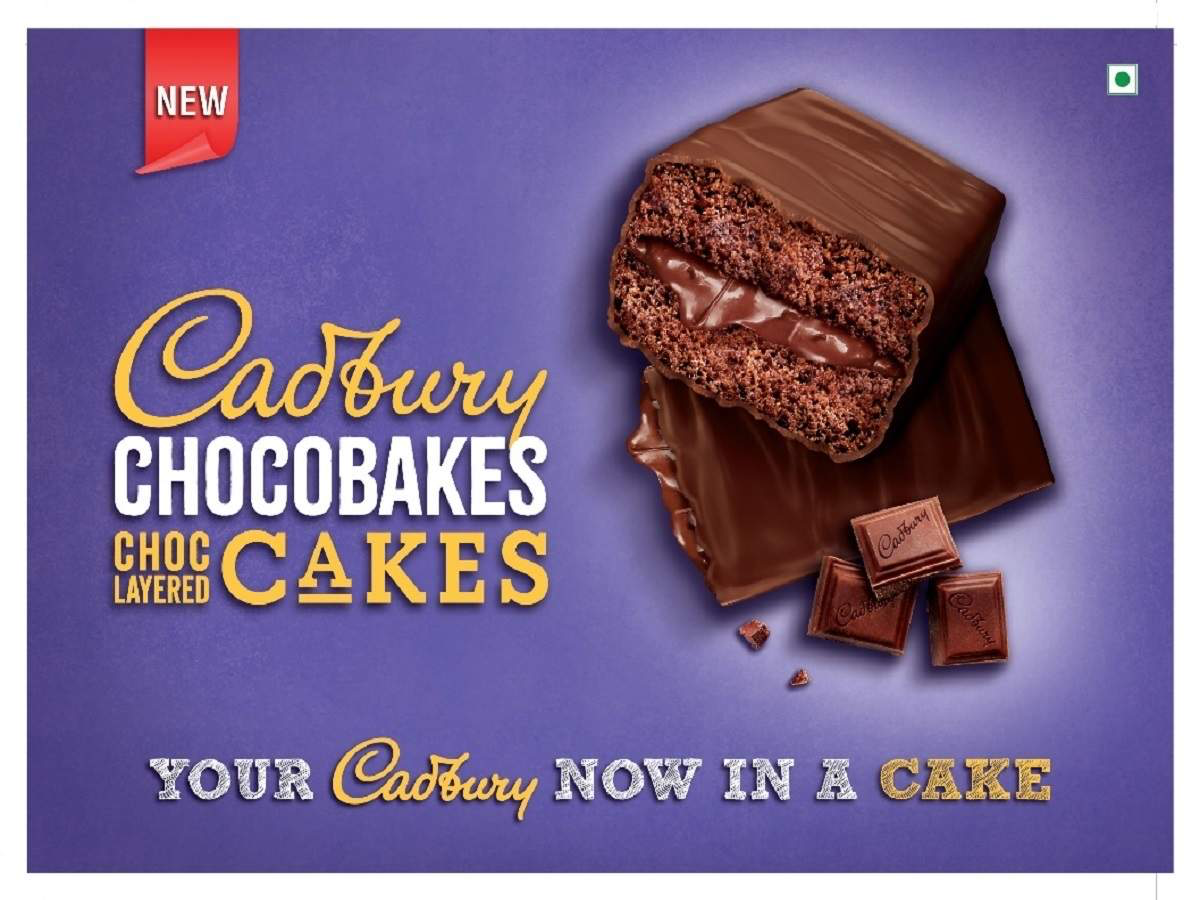 NEW
Cadbury
CHOCOBAKES
CHOC
LAYERED
CAKES
Cadbury
Cadbury
Cadbury
YOUR Cadbury NOW IN A CAKE